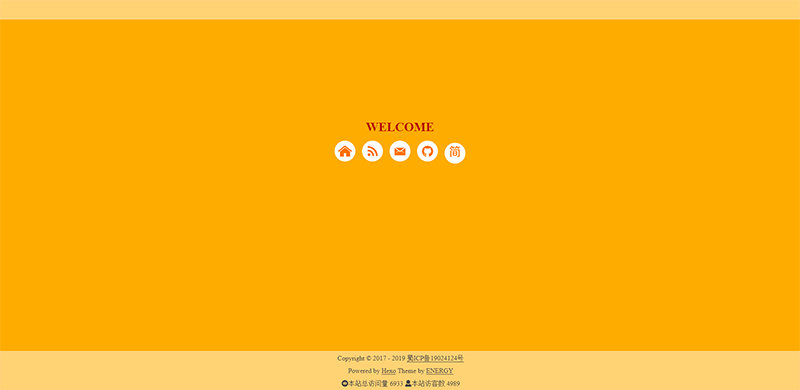 WELCOME
简
Copyright © 2017 - 2019 蜀ICP备19024124号
Powered by Hexo Theme by ENERGY
本站总访问量 6933 本站访客数 4989